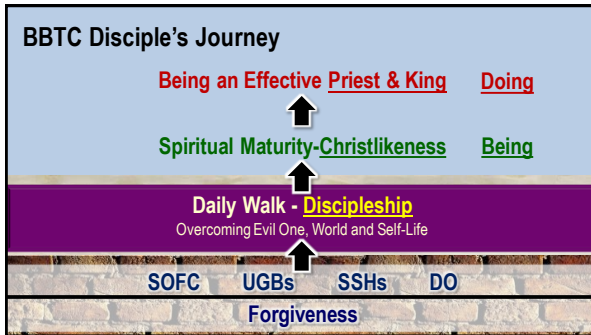 BBTC Disciple's Journey
Being an Effective Priest & King Doing
Spiritual Maturity-Christlikeness Being
Daily Walk - Discipleship
Overcoming Evil One, World and Self-Life
SOFC UGBs SSHs DO
Forgiveness